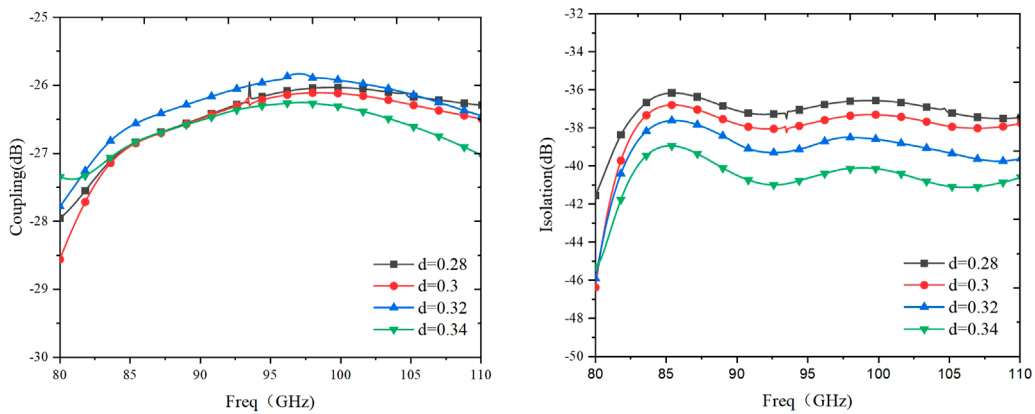 -25
-26
-27
-28
-29
-30
Coupling(dB)
d=0.28
d=0.3
d=0.32
d=0.34
80 85 90 95 100 105 110
Freq（GHz)
-32
-34
-36
-38
-40
-42
-44
-46
-48
-50
Isolation(dB)
d=0.28
d=0.3
d=0.32
d=0.34
80 85 90 95 100 105 110
Freq（GHz)